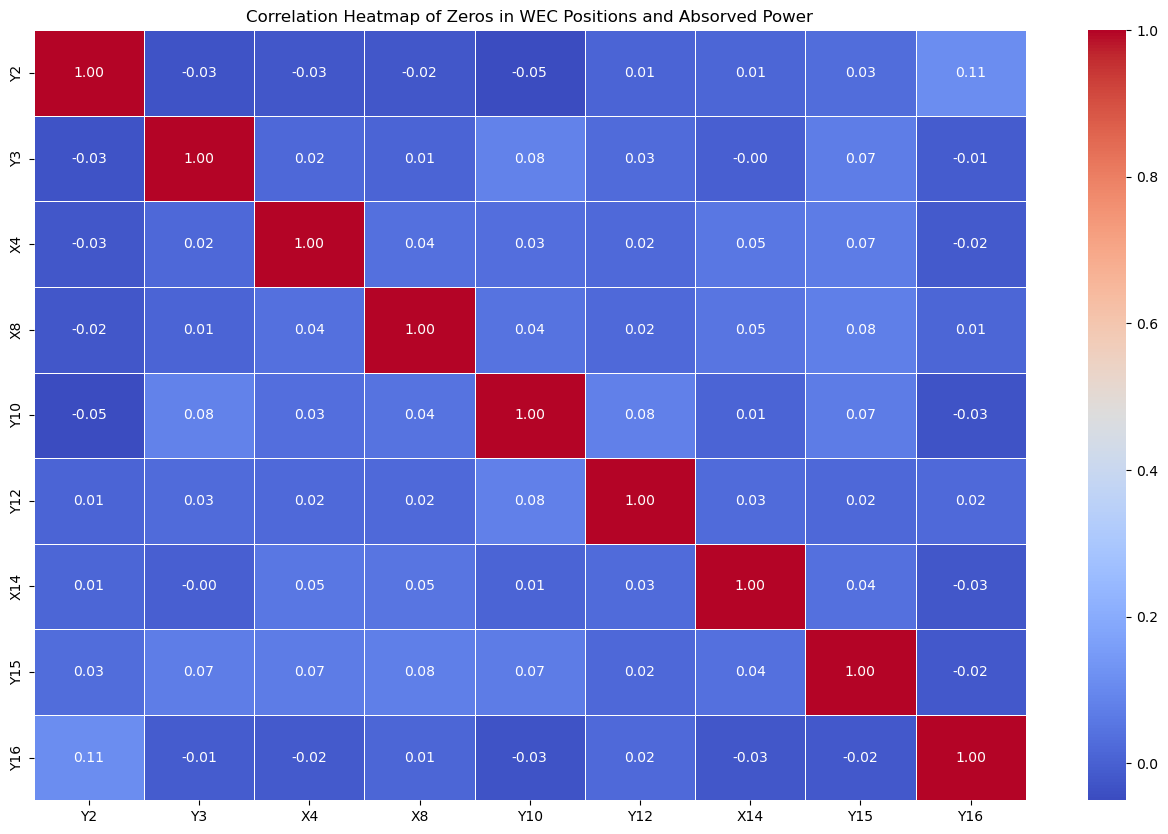 Correlation Heatmap of Zeros in WEC Positions and Absorved Power
Y2 1.00 -0.03 -0.03 -0.02 -0.05 0.01 0.01 0.03 0.11
Y3 -0.03 1.00 0.02 0.01 0.08 0.03 -0.00 0.07 -0.01
X4 -0.03 0.02 1.00 0.04 0.03 0.02 0.05 0.07 -0.02
X8 -0.02 0.01 0.04 1.00 0.04 0.02 0.05 0.08 0.01
Y10 -0.05 0.08 0.03 0.04 1.00 0.08 0.01 0.07 -0.03
Y12 0.01 0.03 0.02 0.02 0.08 1.00 0.03 0.02 0.02
X14 0.01 -0.00 0.05 0.05 0.01 0.03 1.00 0.04 -0.03
Y15 0.03 0.07 0.07 0.08 0.07 0.02 0.04 1.00 -0.02
Y16 0.11 -0.01 -0.02 0.01 -0.03 0.02 -0.03 -0.02 1.00
Y2 Y3 X4 X8 Y10 Y12 X14 Y15 Y16
1.0
0.8
0.6
0.4
0.2
0.0